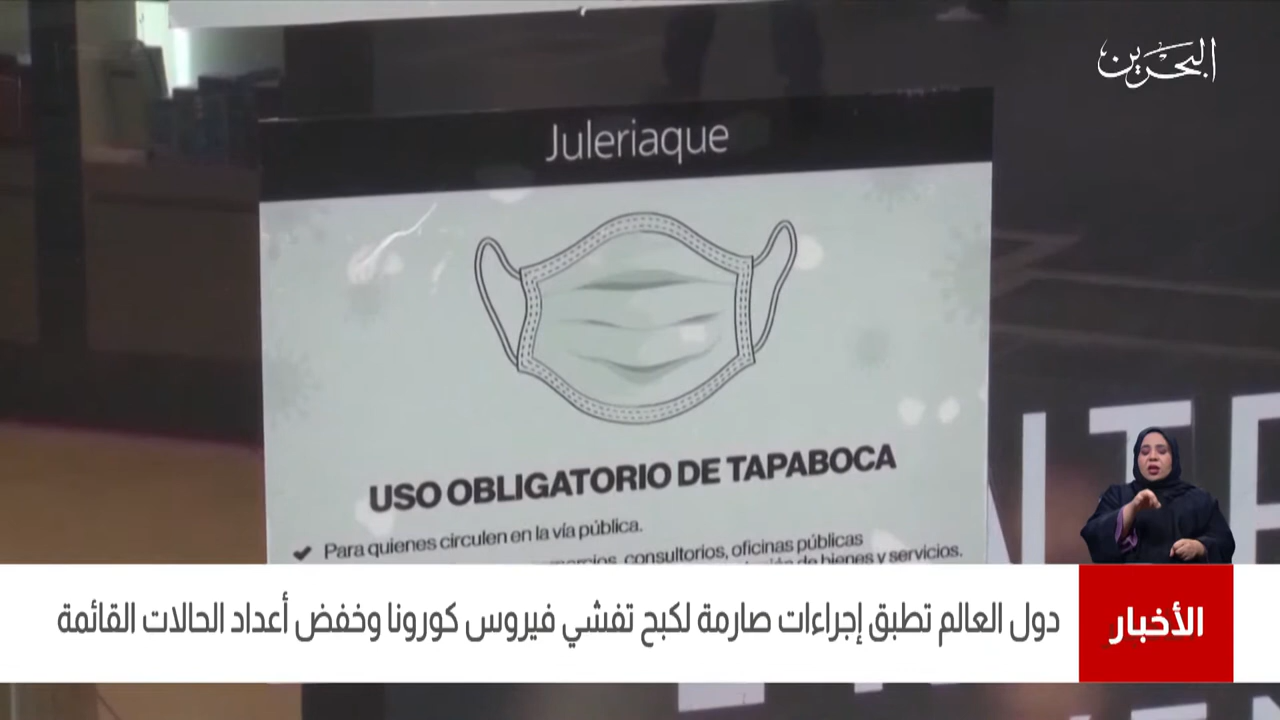 البحرين
Juleriaque
USO OBLIGATORIO DE TAPABOCA
✓ Para quienes circulen en la vía pública.
consultorios, oficinas públicas
de bienes y servicios.
الأخبار
دول العالم تطبق إجراءات صارمة لكبح تفشي فيروس كورونا وخفض أعداد الحالات القائمة